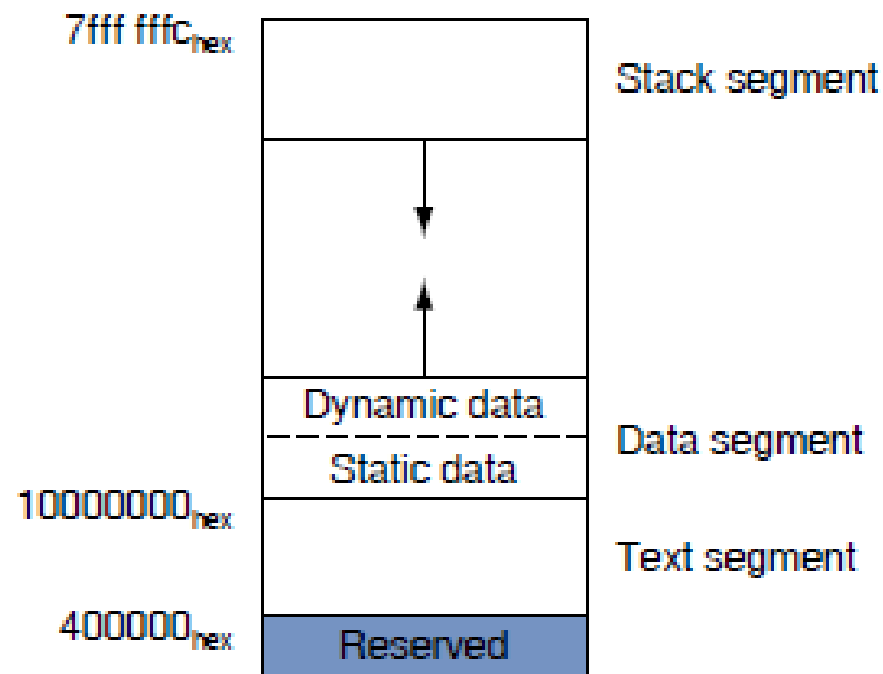 7fff fffc hex
Stack segment
Dynamic data
Data segment
Static data
10000000 hex
Text segment
400000 hex
Reserved